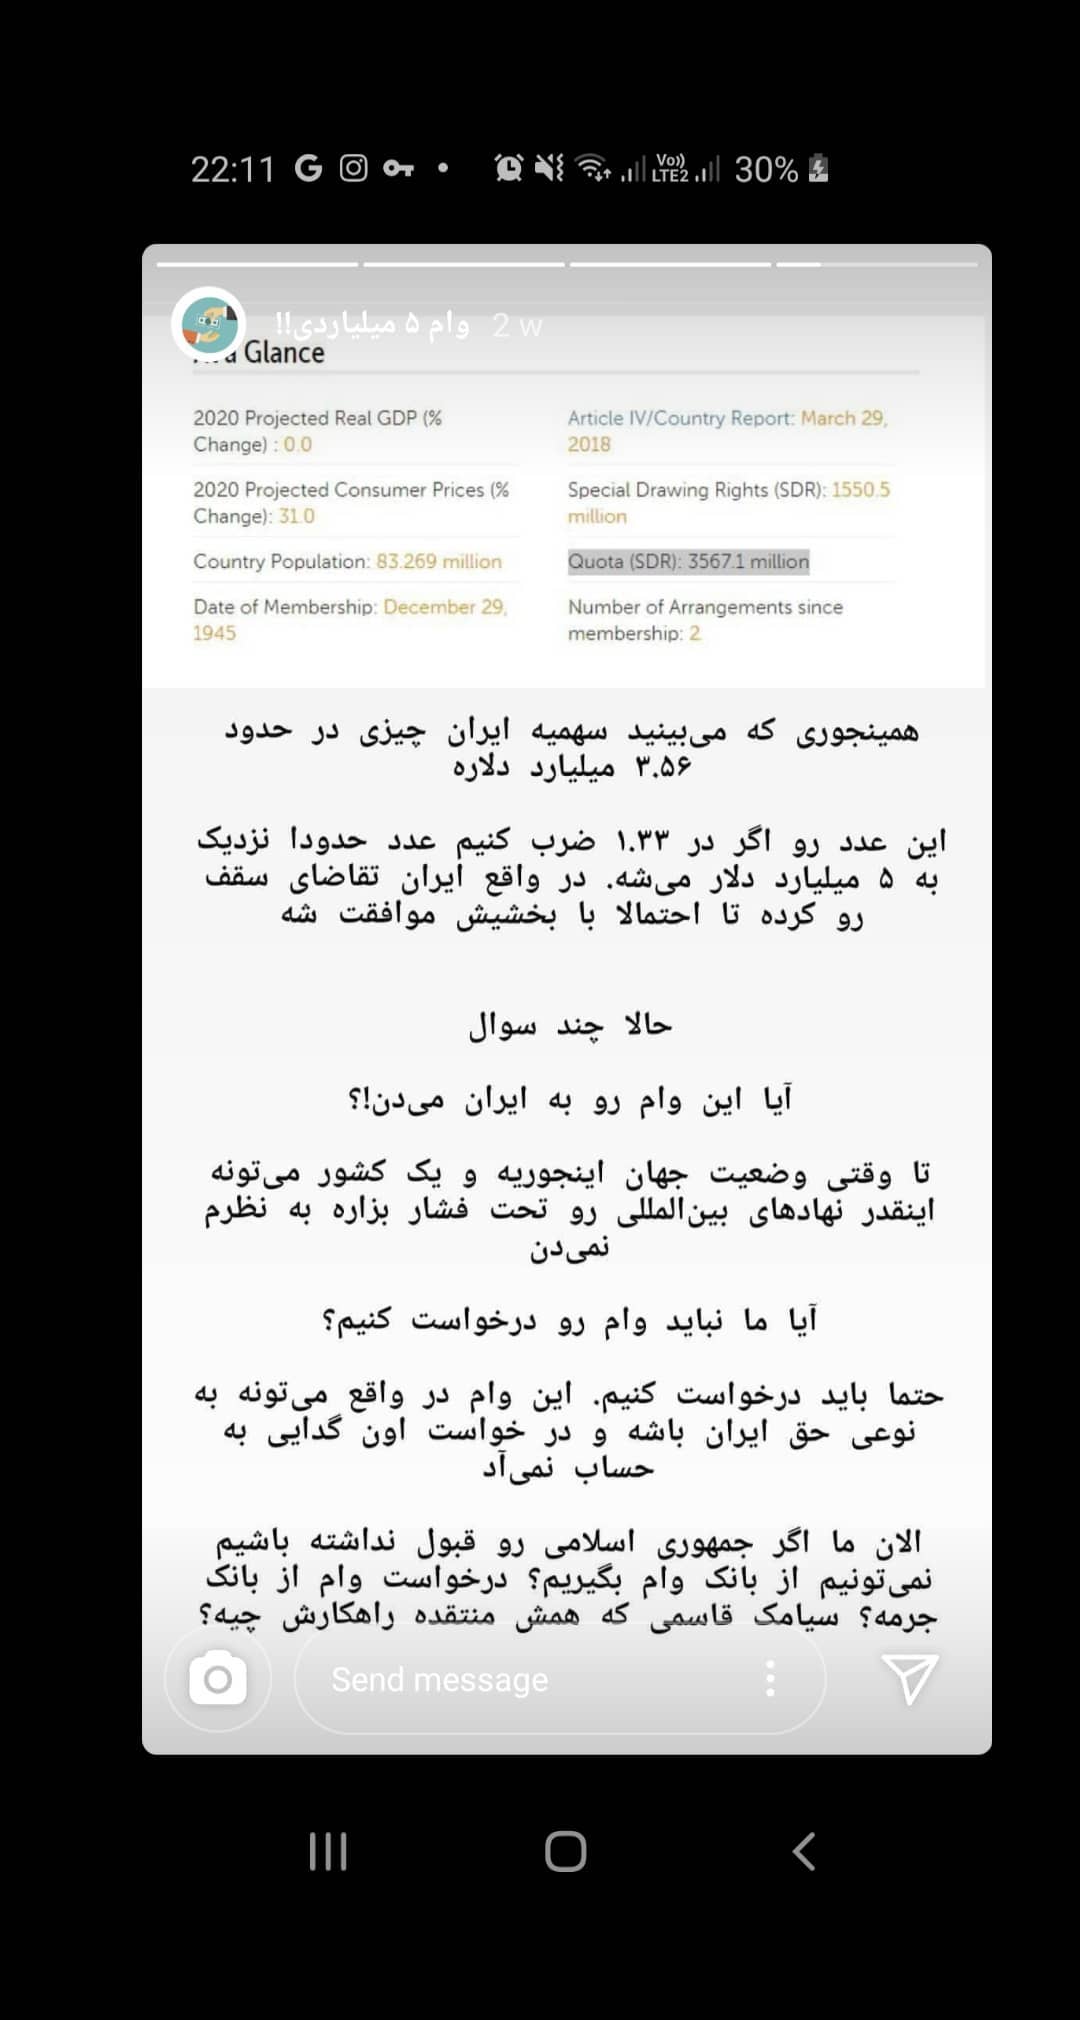 22:11
Vo))
LTE2
30%
وام ۵ میلیاردی!! 2 w
a Glance
2020 Projected Real GDP (%
Change) : 0.0
2020 Projected Consumer Prices (%
Change): 31.0
Country Population: 83.269 million
Date of Membership: December 29,
1945
Article IV/Country Report: March 29,
2018
Special Drawing Rights (SDR): 1550.5
million
Quota (SDR): 3567.1 million
Number of Arrangements since
membership: 2
همینجوری که می‌بینید سهمیه ایران چیزی در حدود
۳.۵۶ میلیارد دلاره
این عدد رو اگر در ۱.۳۳ ضرب کنیم عدد حدودا نزدیک
به ۵ میلیارد دلار می‌شه. در واقع ایران تقاضای سقف
رو کرده تا احتمالا با بخشیش موافقت شه
حالا چند سوال
آیا این وام رو به ایران می‌دن!؟
تا وقتی وضعیت جهان اینجوریه و یک کشور می‌تونه
اینقدر نهادهای بین‌المللی رو تحت فشار بزاره به نظرم
نمی‌دن
آیا ما نباید وام رو درخواست کنیم؟
حتما باید درخواست کنیم. این وام در واقع می‌تونه به
نوعی حق ایران باشه و در خواست اون گدایی به
حساب نمی‌آد
الان ما اگر جمهوری اسلامی رو قبول نداشته باشیم
نمی‌تونیم از بانک وام بگیریم؟ درخواست وام از بانک
جرمه؟ سیامک قاسمی که همش منتقده راهکارش چیه؟
Send message